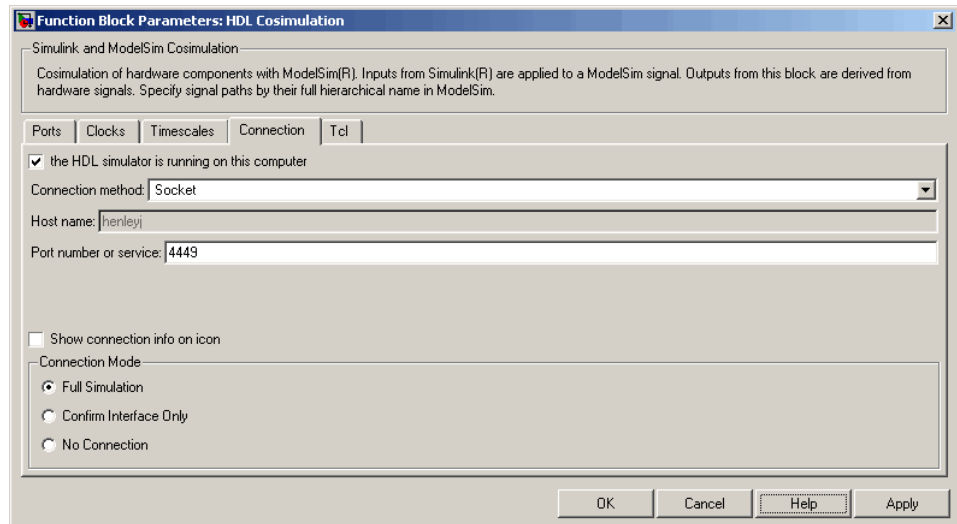 Function Block Parameters: HDL Cosimulation
Simulink and ModelSim Cosimulation
Cosimulation of hardware components with ModelSim(R). Inputs from Simulink(R) are applied to a ModelSim signal. Outputs from this block are derived from
hardware signals. Specify signal paths by their full hierarchical name in ModelSim.
Ports Clocks Timescales Connection Tcl
the HDL simulator is running on this computer
Connection method: Socket
Host name: henleyj
Port number or service: 4449
Show connection info on icon
Connection Mode
Full Simulation
Confirm Interface Only
No Connection
OK Cancel Help Apply